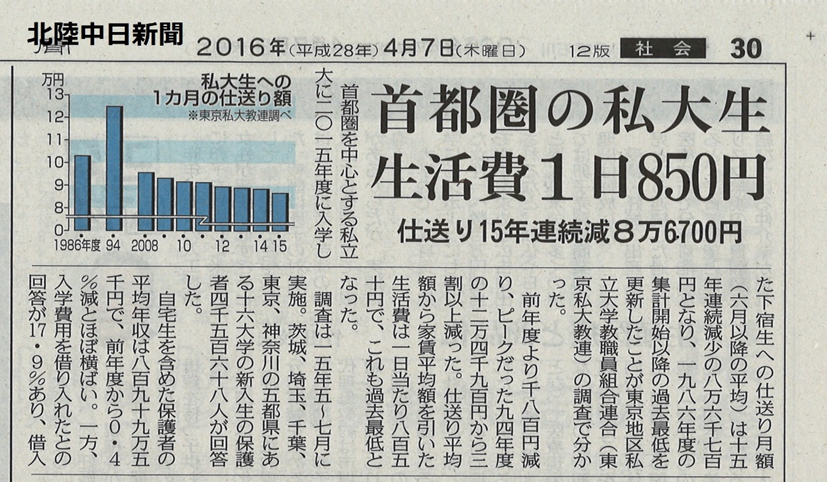 北陸中日新聞
2016年(平成28年)4月7日(木曜日) 12版 社会 30
首都圏の私大生
生活費1日850円
仕送り15年連続減8万6700円
私大生への
1カ月の仕送り額
※東京私大教連調べ
万円
13
12
11
10
9
8
0
1986年度 94 2008 10 12 14 15
首都圏を中心とする私立
大に二〇一五年度に入学し
た下宿生への仕送り月額
(六月以降の平均)は十五
年連続減少の八万六千七百
円となり、一九八六年度の
集計開始以降の過去最低を
更新したことが東京地区私
立大学教職員組合連合(東
京私大教連)の調査で分か
った。
前年度より千八百円減
り、ピークだった九四年度
の十二万四千九百円から三
割以上減った。仕送り平均
額から家賃平均額を引いた
生活費は一日当たり八百五
十円で、これも過去最低と
なった。
調査は一五年五~七月に
実施。茨城、埼玉、千葉、
東京、神奈川の五都県にあ
る十六大学の新入生の保護
者四千五百六十八人が回答
した。
自宅生を含めた保護者の
平均年収は八百九十九万五
千円で、前年度から0・4
%減とほぼ横ばい。一方、
入学費用を借り入れたとの
回答が17・9%あり、借入